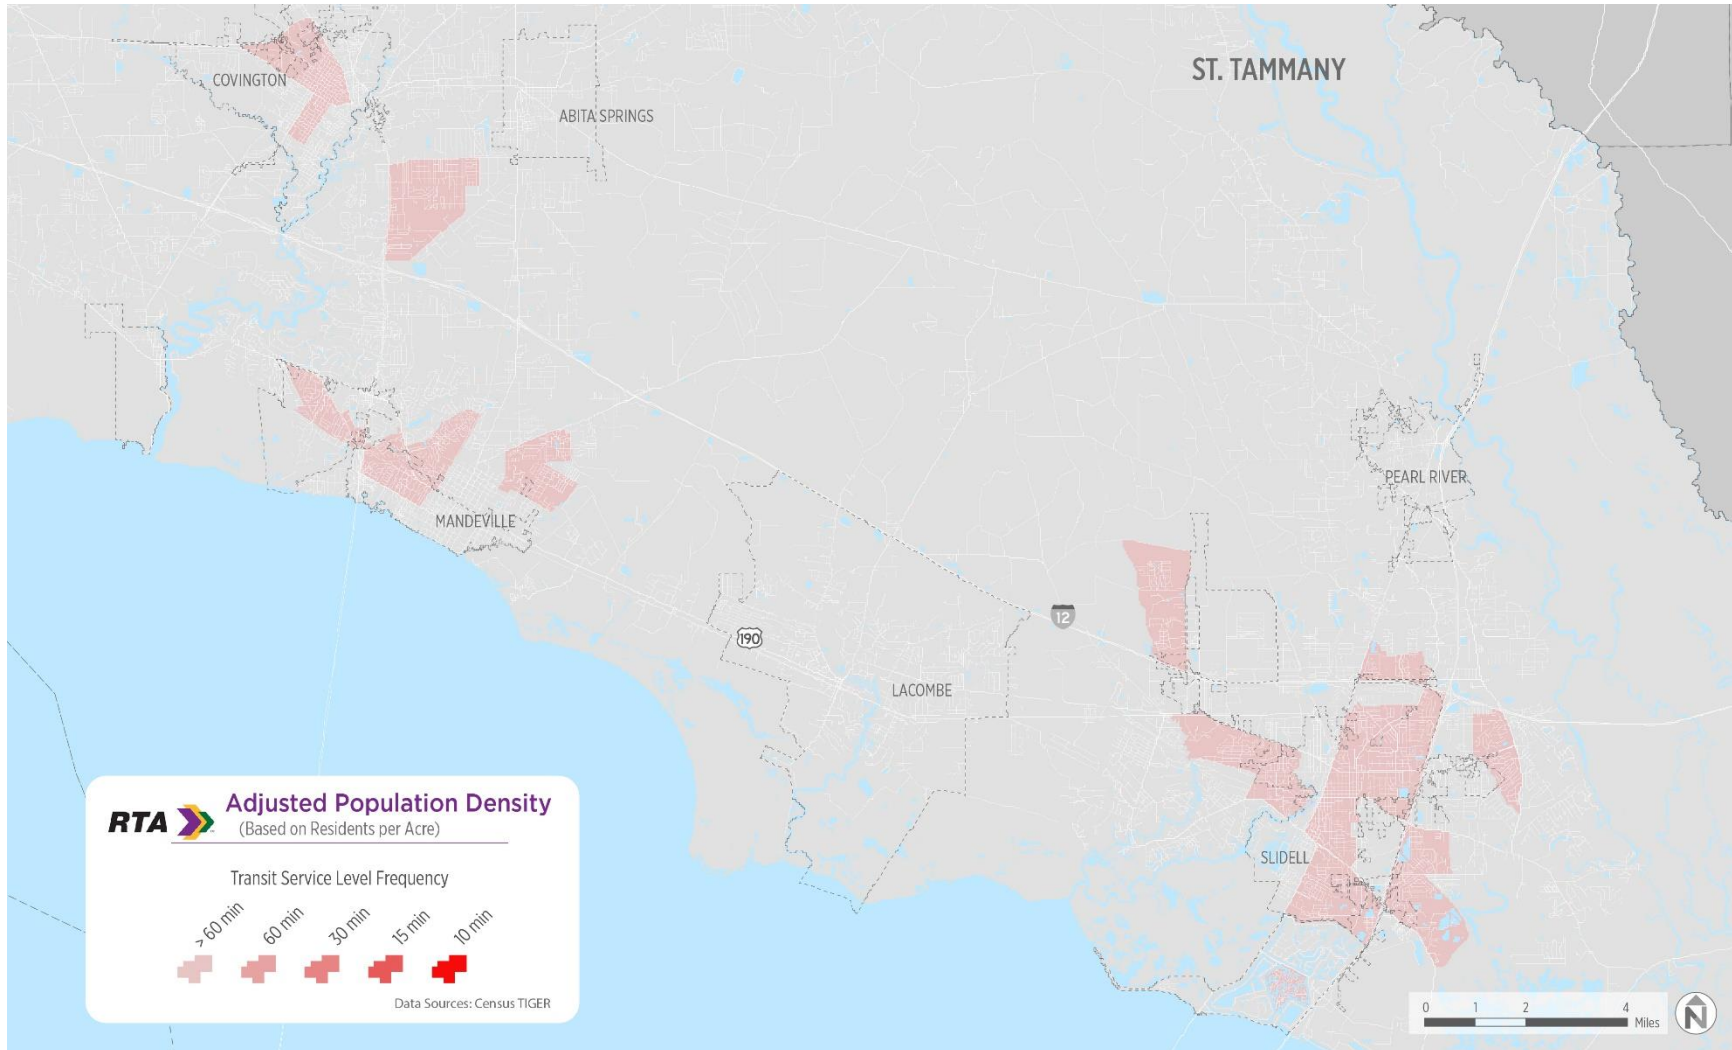 ST. TAMMANY
COVINGTON
ABITA SPRINGS
PEARL RIVER
MANDEVILLE
12
190
LACOMBE
SLIDELL
RTA
Adjusted Population Density
(Based on Residents per Acre)
Transit Service Level Frequency
> 60 min
60 min
30 min
15 min
10 min
Data Sources: Census TIGER
0 1 2 4
Miles
N